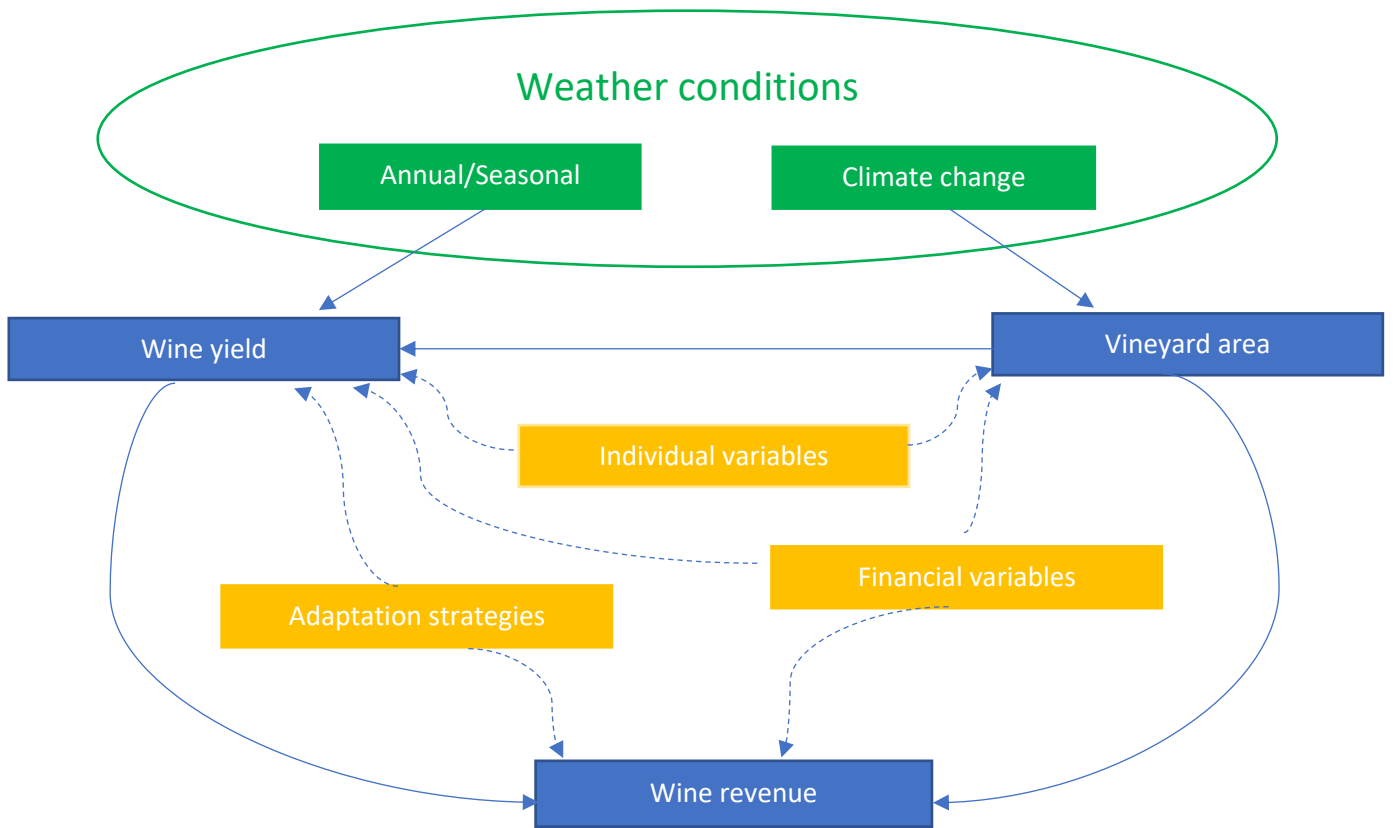 Weather conditions
Annual/Seasonal
Climate change
Wine yield
Vineyard area
Individual variables
Financial variables
Adaptation strategies
Wine revenue